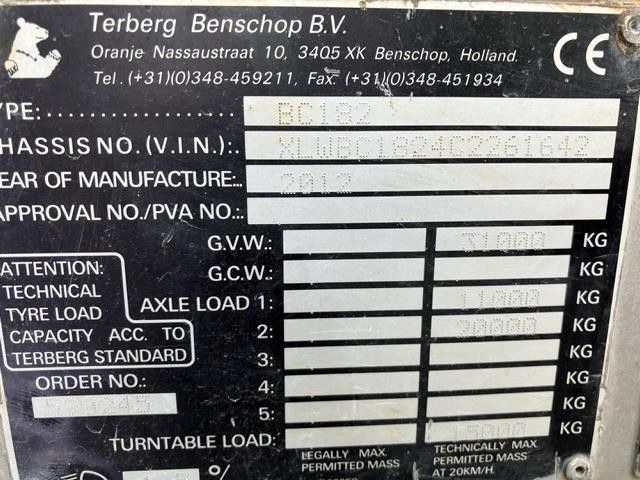 Terberg Benschop B.V.
Oranje Nassaustraat 10, 3405 XK Benschop, Holland.
Tel. (+31)(0)348-459211, Fax. (+31)(0)348-451934
CE
YPE: BC182
HASSIS NO. (V.I.N.): XLWBC1824C2261642
EAR OF MANUFACTURE: 2012
APPROVAL NO./PVA NO.:
G.V.W.: 31000 KG
G.C.W.: KG
ATTENTION:
TECHNICAL
TYRE LOAD
CAPACITY ACC. TO
TERBERG STANDARD
AXLE LOAD 1: 11000 KG
2: 20000 KG
3: KG
4: KG
5: KG
ORDER NO.:
TURNTABLE LOAD: 15000 KG
LEGALLY MAX.
PERMITTED MASS
TECHNICALLY MAX.
PERMITTED MASS
AT 20KM/H.
%